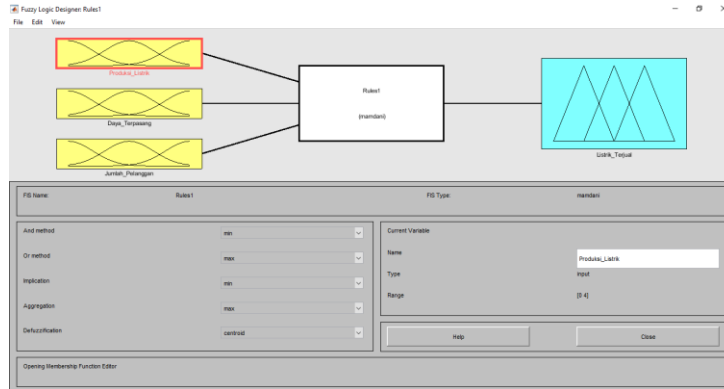 Fuzzy Logic Designer: Rules1
File Edit View
Produksi_Listrik
Daya_Terpasang
Jumlah_Pelanggan
Rules1
(mamdani)
Listrik_Terjual
FIS Name: Rules1 FIS Type: mamdani
And method min
Or method max
Implication min
Aggregation max
Defuzzification centroid
Current Variable
Name Produksi_Listrik
Type input
Range [0 4]
Help Close
Opening Membership Function Editor